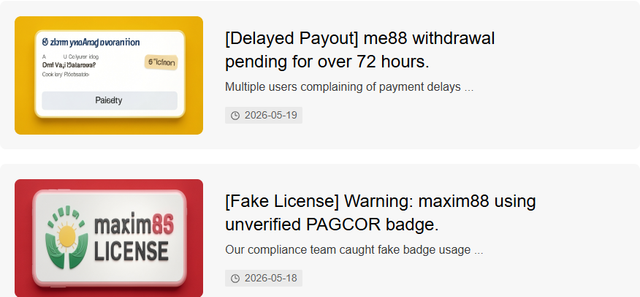 [Delayed Payout] me88 withdrawal
pending for over 72 hours.
Multiple users complaining of payment delays ...
2026-05-19
maxim86
LICENSE
[Fake License] Warning: maxim88 using
unverified PAGCOR badge.
Our compliance team caught fake badge usage ...
2026-05-18